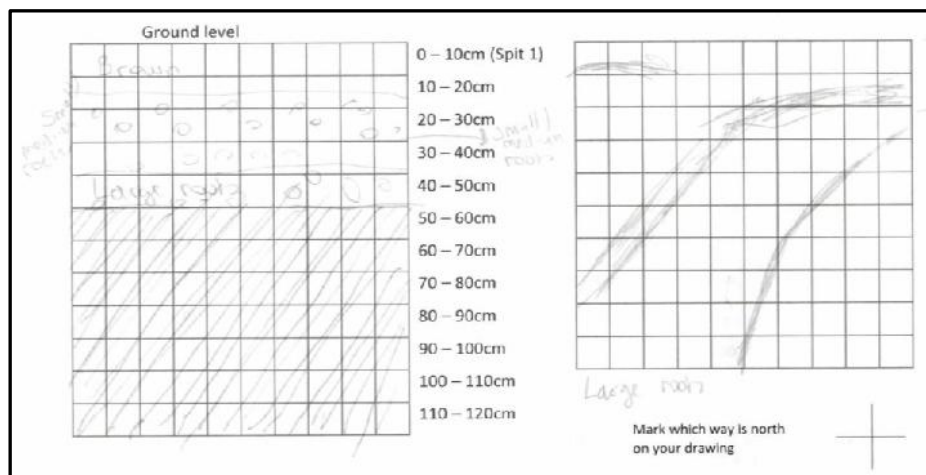 Ground level
Brown
0 – 10cm (Spit 1)
10 – 20cm
20 – 30cm
30 – 40cm
40 – 50cm
50 – 60cm
60 – 70cm
70 – 80cm
80 – 90cm
90 – 100cm
100 – 110cm
110 – 120cm
Small
medium
Small /
medium
roots
Large roots
Large roots
Mark which way is north
on your drawing